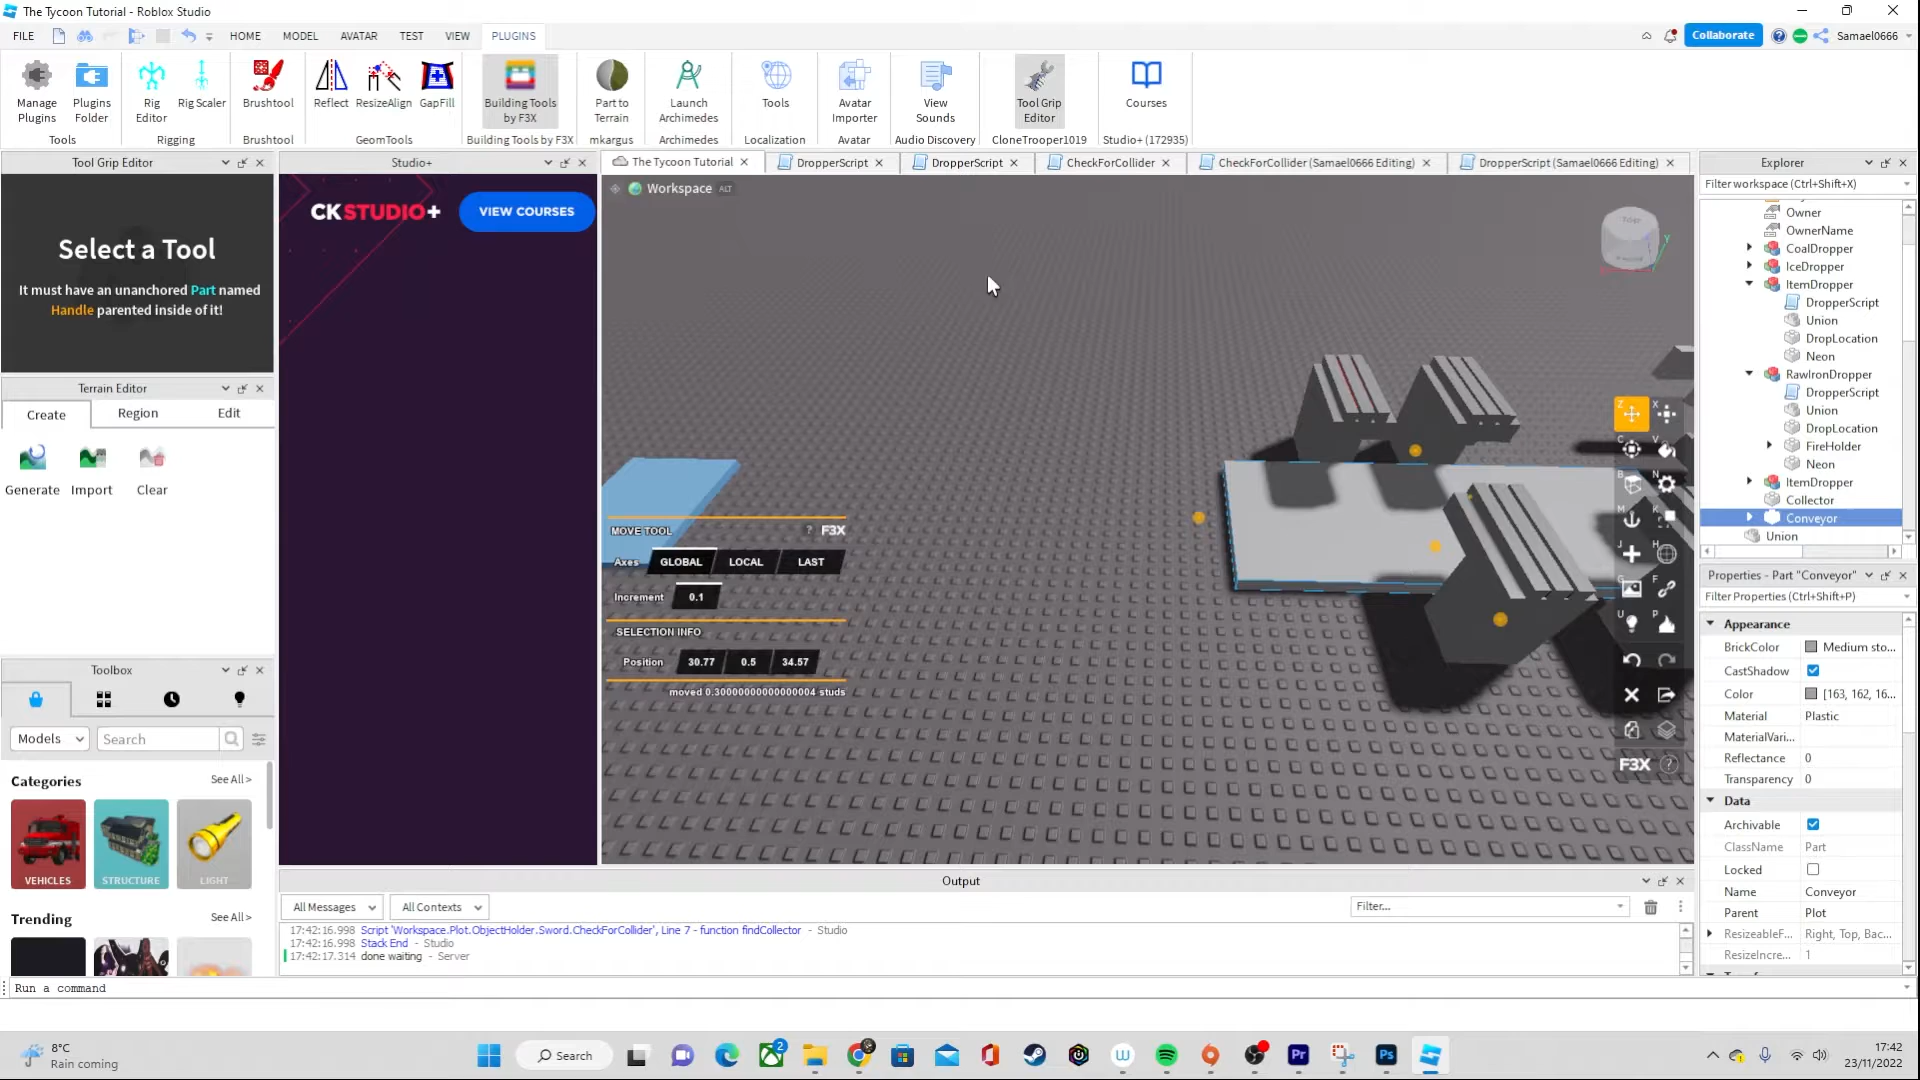 The Tycoon Tutorial - Roblox Studio
FILE HOME MODEL AVATAR TEST VIEW PLUGINS Collaborate Samael0666
Manage Plugins Plugins Folder Rig Editor Rig Scaler Brushtool Reflect ResizeAlign GapFill Building Tools by F3X Part to Terrain Launch Archimedes Tools Avatar Importer View Sounds Tool Grip Editor Courses
Tools Rigging Brushtool GeomTools Building Tools by F3X mkargus Archimedes Localization Avatar Audio Discovery CloneTrooper1019 Studio+ (172935)
Tool Grip Editor
Select a Tool
It must have an unanchored Part named
Handle parented inside of it!
Terrain Editor
Create Region Edit
Generate Import Clear
Toolbox
Models Search
Categories See All >
VEHICLES STRUCTURE LIGHT
Trending See All >
Studio+
CKSTUDIO+ VIEW COURSES
The Tycoon Tutorial DropperScript DropperScript CheckForCollider CheckForCollider (Samael0666 Editing) DropperScript (Samael0666 Editing)
Workspace ALT
MOVE TOOL ? F3X
Axes GLOBAL LOCAL LAST
Increment 0.1
SELECTION INFO
Position 30.77 0.5 34.57
moved 0.30000000000000004 studs
Z X
C V
B N
M K
J H
G F
U P
F3X ?
Explorer
Filter workspace (Ctrl+Shift+X)
Owner
OwnerName
CoalDropper
IceDropper
ItemDropper
DropperScript
Union
DropLocation
Neon
RawIronDropper
DropperScript
Union
DropLocation
FireHolder
Neon
ItemDropper
Collector
Conveyor
Union
Properties - Part "Conveyor"
Filter Properties (Ctrl+Shift+P)
Appearance
BrickColor Medium sto...
CastShadow
Color [163, 162, 16...
Material Plastic
MaterialVari...
Reflectance 0
Transparency 0
Data
Archivable
ClassName Part
Locked
Name Conveyor
Parent Plot
ResizeableF... Right, Top, Bac...
ResizeIncre... 1
Output
All Messages All Contexts Filter...
17:42:16.998 Script 'Workspace.Plot.ObjectHolder.Sword.CheckForCollider', Line 7 - function findCollector - Studio
17:42:16.998 Stack End - Studio
17:42:17.314 done waiting - Server
Run a command
8°C
Rain coming
Search
2
17:42
23/11/2022